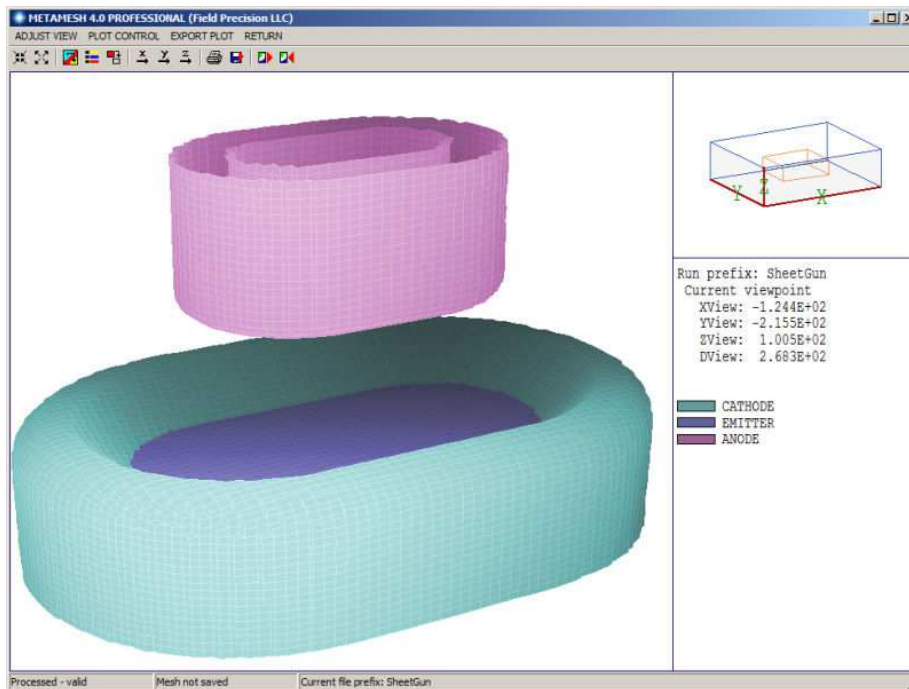 METAMESH 4.0 PROFESSIONAL (Field Precision LLC)
ADJUST VIEW PLOT CONTROL EXPORT PLOT RETURN
X Y Z
Y Z X
Run prefix: SheetGun
Current viewpoint
XView: -1.244E+02
YView: -2.155E+02
ZView: 1.005E+02
DView: 2.683E+02
CATHODE
EMITTER
ANODE
Processed - valid Mesh not saved Current file prefix: SheetGun